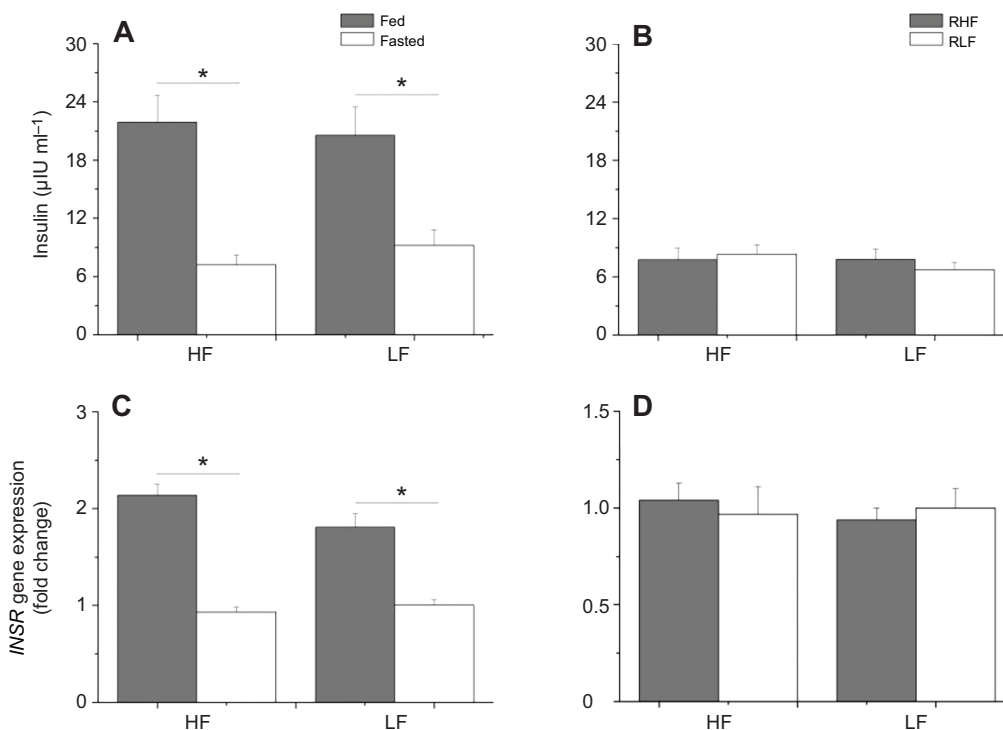 A
Fed
Fasted
30
24
18
12
6
0
Insulin (µIU ml–1)
*
*
HF
LF
B
RHF
RLF
30
24
18
12
6
0
HF
LF
C
3
2
1
0
INSR gene expression
(fold change)
*
*
HF
LF
D
1.5
1.0
0.5
0
HF
LF